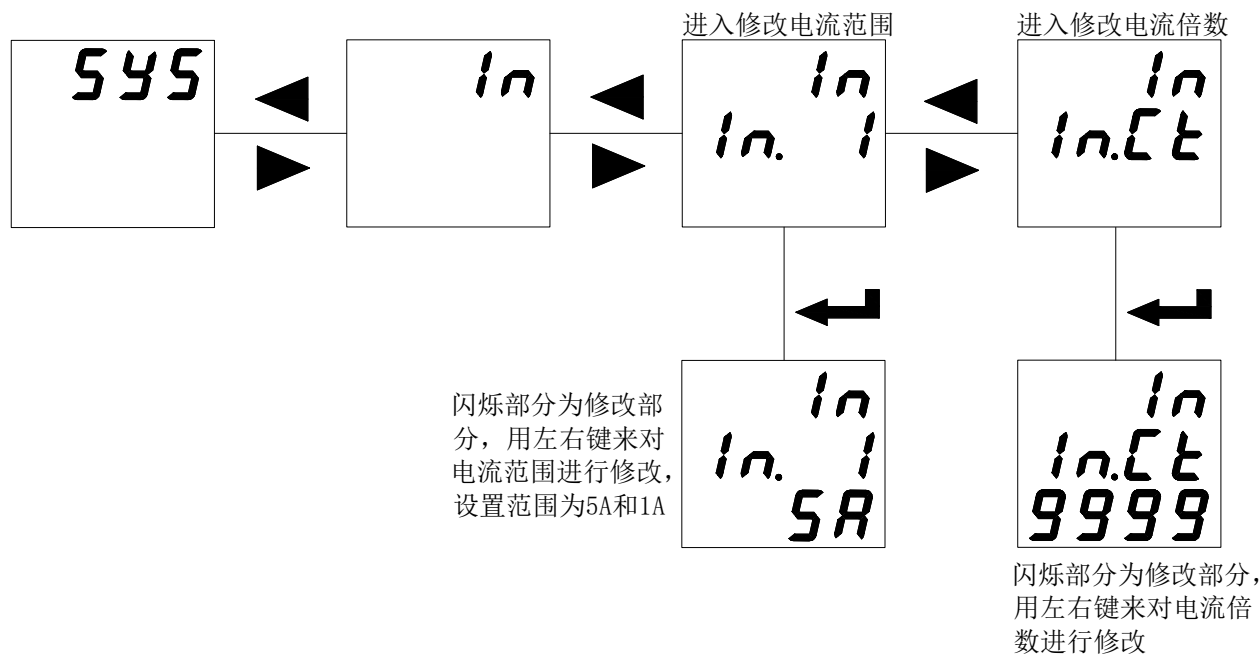 进入修改电流范围
进入修改电流倍数
SYS
In
In
In. I
In
In.Ct
闪烁部分为修改部
分，用左右键来对
电流范围进行修改，
设置范围为5A和1A
In
In. I
5A
In
In.Ct
9999
闪烁部分为修改部分，
用左右键来对电流倍
数进行修改